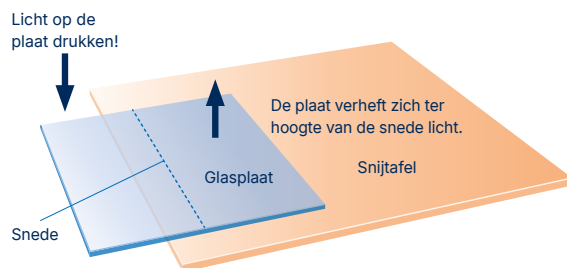 Licht op de
plaat drukken!
De plaat verheft zich ter
hoogte van de snede licht.
Snijtafel
Glasplaat
Snede